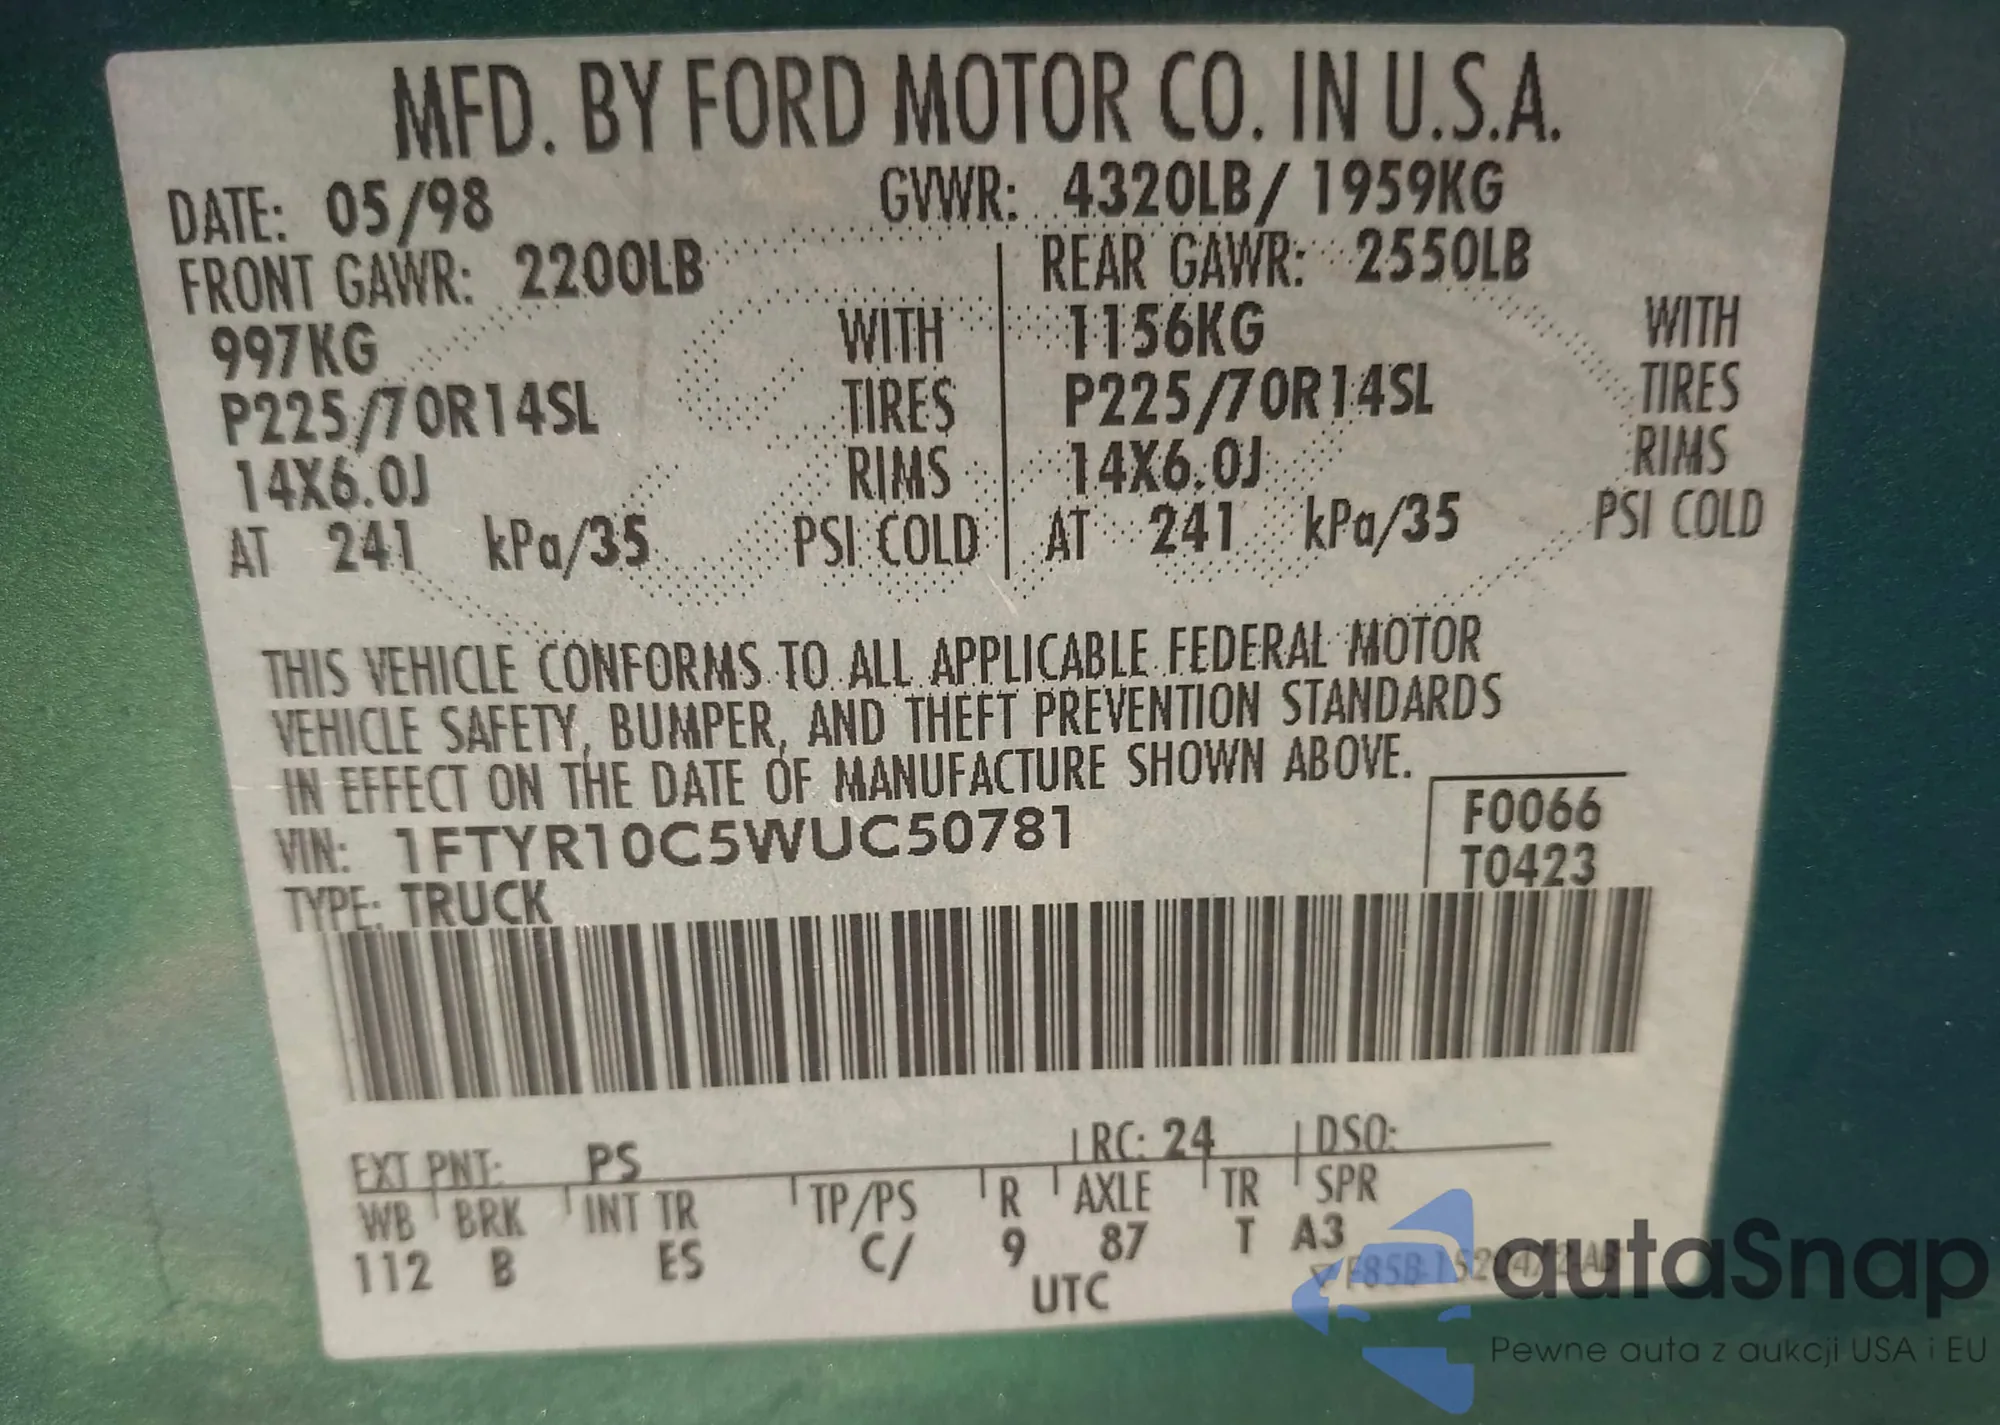 MFD. BY FORD MOTOR CO. IN U.S.A.
DATE: 05/98 GVWR: 4320LB/ 1959KG
FRONT GAWR: 2200LB REAR GAWR: 2550LB
997KG WITH 1156KG WITH
P225/70R14SL TIRES P225/70R14SL TIRES
14X6.0J RIMS 14X6.0J RIMS
AT 241 kPa/35 PSI COLD AT 241 kPa/35 PSI COLD
THIS VEHICLE CONFORMS TO ALL APPLICABLE FEDERAL MOTOR
VEHICLE SAFETY, BUMPER, AND THEFT PREVENTION STANDARDS
IN EFFECT ON THE DATE OF MANUFACTURE SHOWN ABOVE.
VIN: 1FTYR10C5WUC50781 F0066
TYPE: TRUCK T0423
EXT PNT: PS RC: 24 DSO:
WB BRK INT TR TP/PS R AXLE TR SPR
112 B ES C/ 9 87 T A3
UTC
autoSnap
Pewne auta z aukcji USA i EU